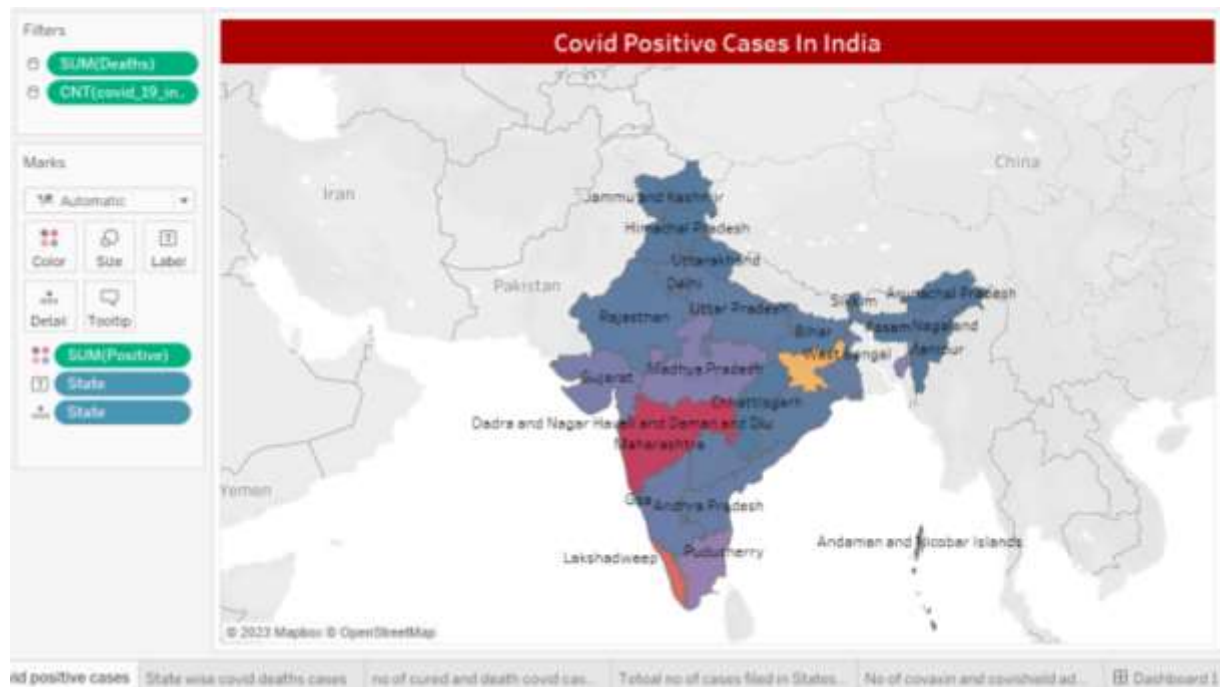 Filters
SUM(Deaths)
CNT(covid_19_in..
Marks
Automatic
Color Size Label
Detail Tooltip
SUM(Positive)
State
State
Covid Positive Cases In India
Iran
China
Pakistan
Yemen
Jammu and Kashmir
Himachal Pradesh
Uttarakhand
Delhi
Rajasthan
Uttar Pradesh
Sikkim
Arunachal Pradesh
Bihar
Assam
Nagaland
West Bengal
Manipur
Gujarat
Madhya Pradesh
Chhattisgarh
Dadra and Nagar Haveli and Daman and Diu
Maharashtra
Goa
Andhra Pradesh
Lakshadweep
Puducherry
Andaman and Nicobar Islands
© 2023 Mapbox © OpenStreetMap
id positive cases
State wise covid deaths cases
no of cured and death covid cas...
Totoal no of cases filed in States...
No of covaxin and covishield ad...
Dashboard 1